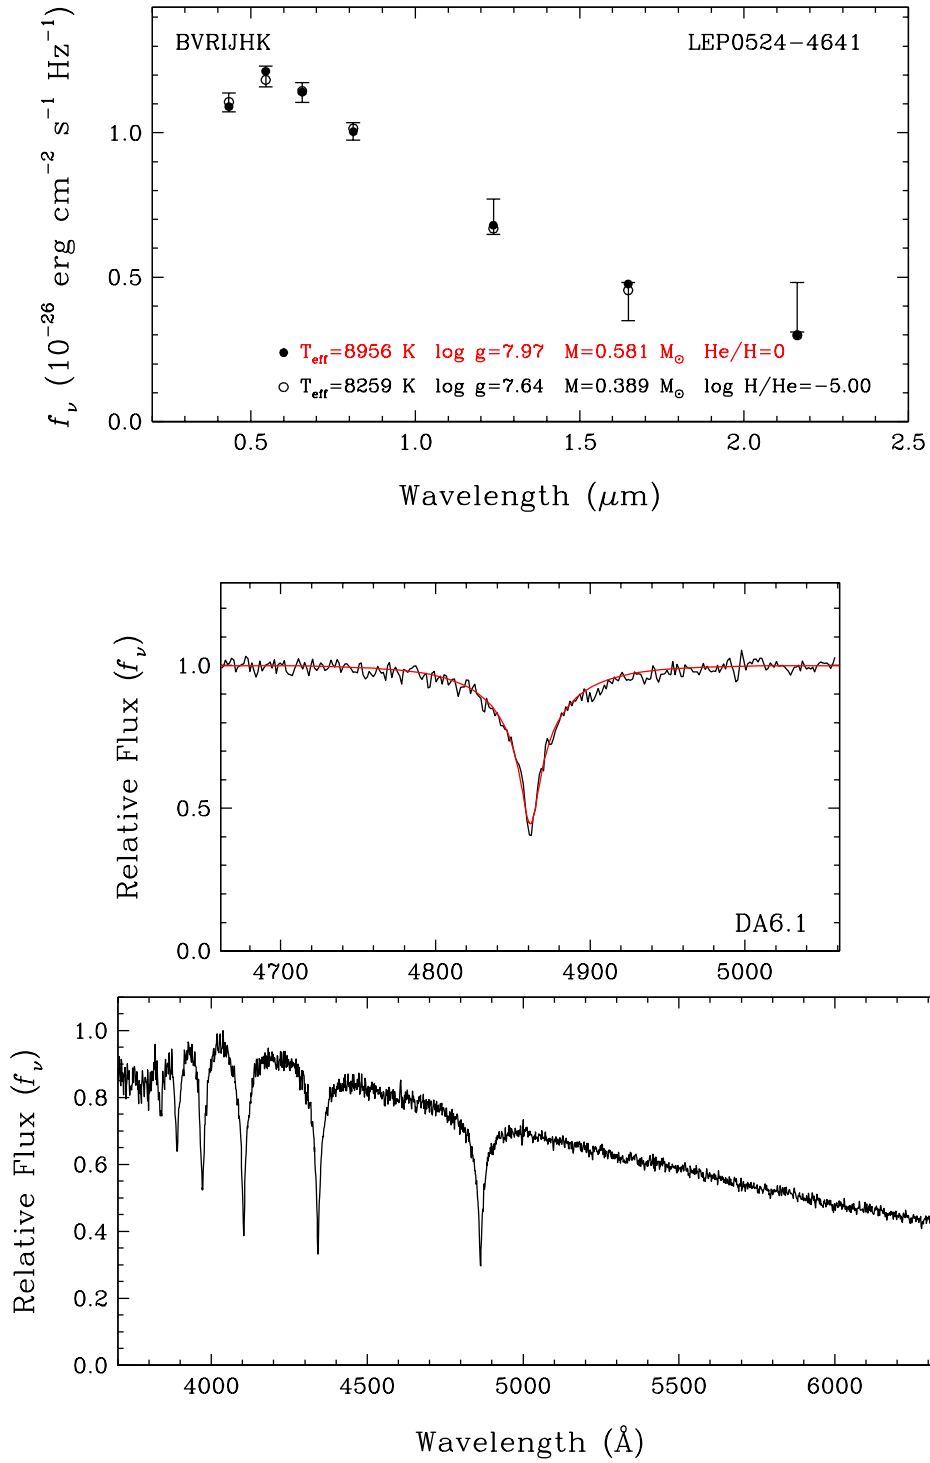 BVRIJHK LEP0524−4641
f_ν (10^−26 erg cm^−2 s^−1 Hz^−1)
1.0
0.5
0.0
● T_eff=8956 K log g=7.97 M=0.581 M_⊙ He/H=0
○ T_eff=8259 K log g=7.64 M=0.389 M_⊙ log H/He=−5.00
0.5 1.0 1.5 2.0 2.5
Wavelength (μm)
Relative Flux (f_ν)
1.0
0.5
0.0
DA6.1
4700 4800 4900 5000
Relative Flux (f_ν)
1.0
0.8
0.6
0.4
0.2
0.0
4000 4500 5000 5500 6000
Wavelength (Å)